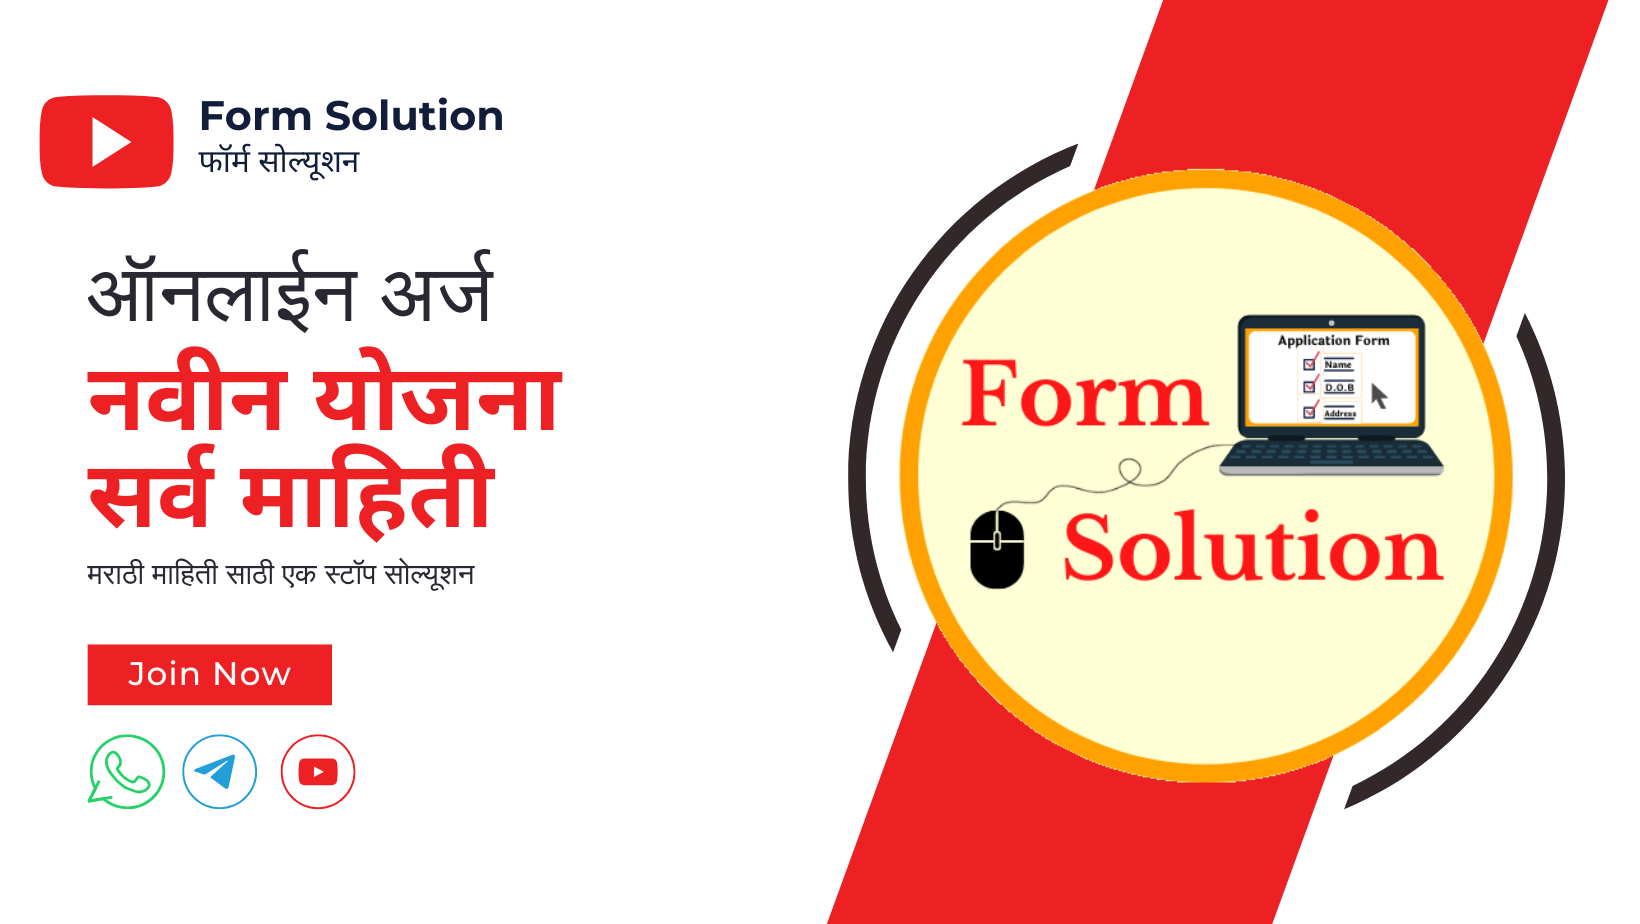 Form Solution
फॉर्म सोल्यूशन
ऑनलाईन अर्ज
नवीन योजना
सर्व माहिती
मराठी माहिती साठी एक स्टॉप सोल्यूशन
Join Now
Form
Solution
Application Form
Name
D.O.B
Address